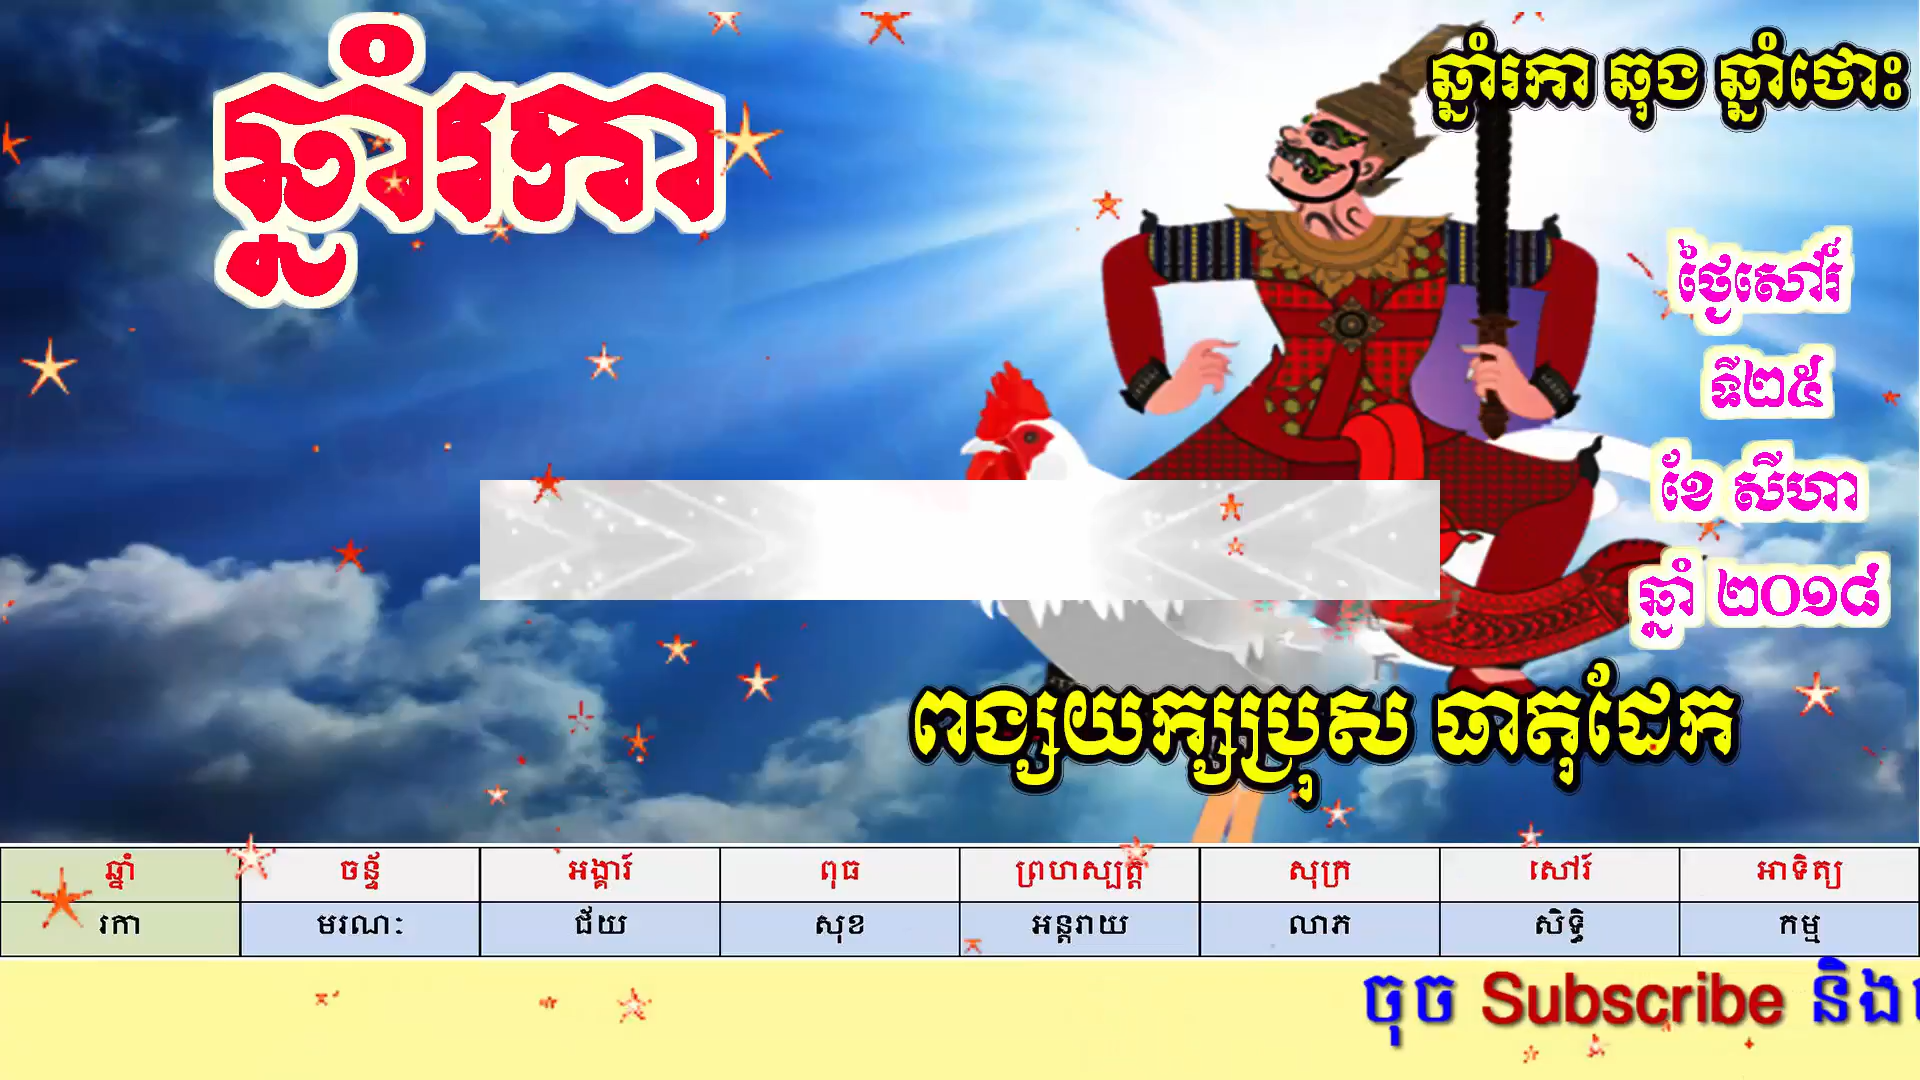 ឆ្នាំរកា
ឆ្នាំរកា ឆុង ឆ្នាំថោះ
ថ្ងៃសៅរ៍
ទី២៥
ខែ សីហា
ឆ្នាំ ២០១៨
ពង្សយក្សប្រុស ធាតុដែក
ឆ្នាំ ចន្ទ័ អង្គារ៍ ពុធ ព្រហស្បត្តិ៍ សុក្រ សៅរ៍ អាទិត្យ
រកា មរណៈ ជ័យ សុខ អន្តរាយ លាភ សិទ្ធិ កម្ម
ចុច Subscribe និង